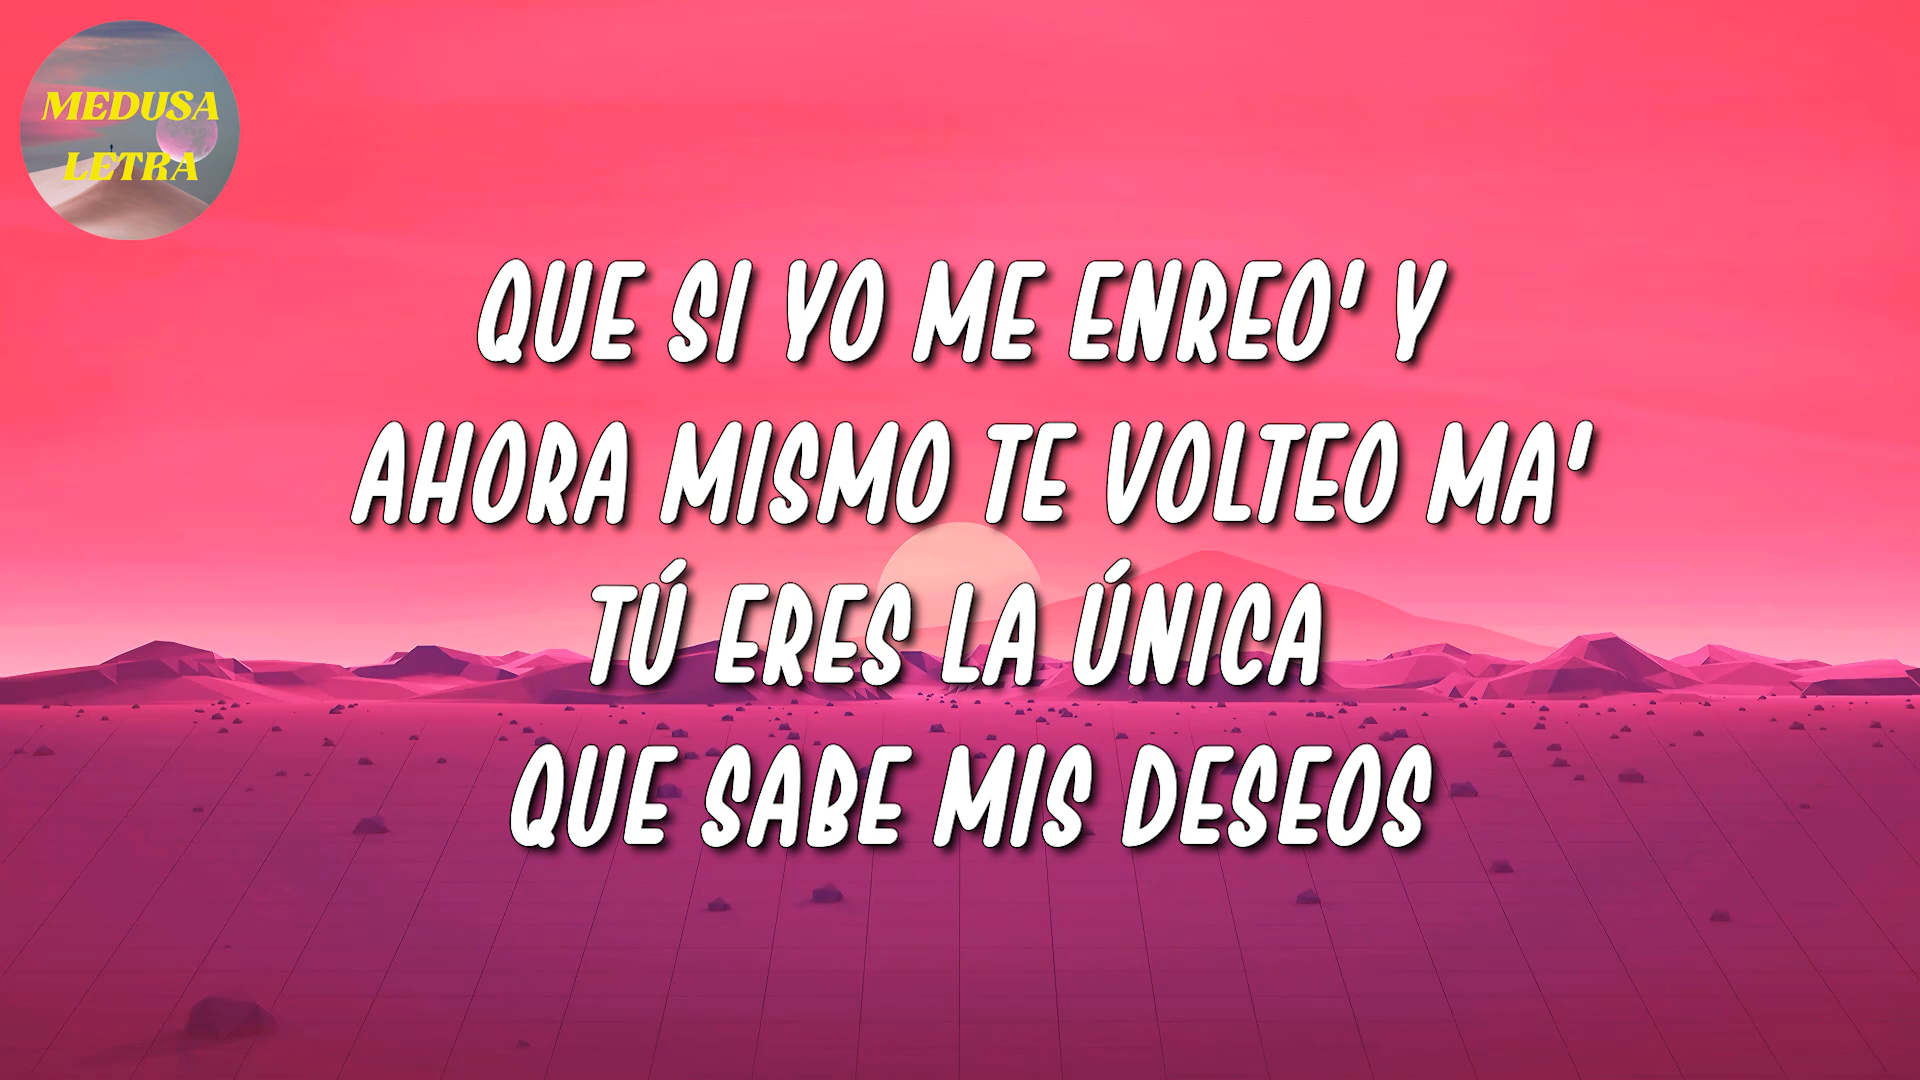 MEDUSA
LETRA
QUE SI YO ME ENREO' Y
AHORA MISMO TE VOLTEO MA'
TÚ ERES LA ÚNICA
QUE SABE MIS DESEOS